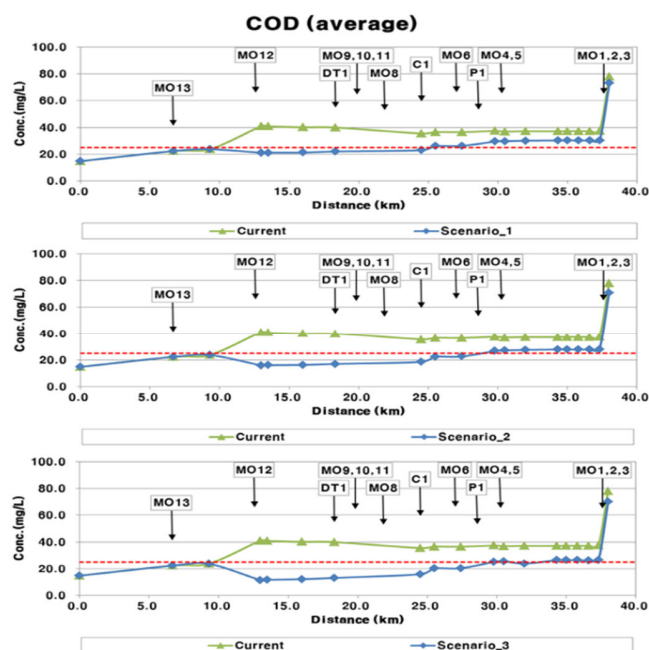 COD (average)
100.0
80.0
60.0
40.0
20.0
0.0
Conc.(mg/L)
MO13
MO12
MO9,10,11
DT1
MO8
C1
MO6
P1
MO4,5
MO1,2,3
0.0 5.0 10.0 15.0 20.0 25.0 30.0 35.0 40.0
Distance (km)
Current Scenario_1
100.0
80.0
60.0
40.0
20.0
0.0
Conc.(mg/L)
MO13
MO12
MO9,10,11
DT1
MO8
C1
MO6
P1
MO4,5
MO1,2,3
0.0 5.0 10.0 15.0 20.0 25.0 30.0 35.0 40.0
Distance (km)
Current Scenario_2
100.0
80.0
60.0
40.0
20.0
0.0
Conc.(mg/L)
MO13
MO12
MO9,10,11
DT1
MO8
C1
MO6
P1
MO4,5
MO1,2,3
0.0 5.0 10.0 15.0 20.0 25.0 30.0 35.0 40.0
Distance (km)
Current Scenario_3